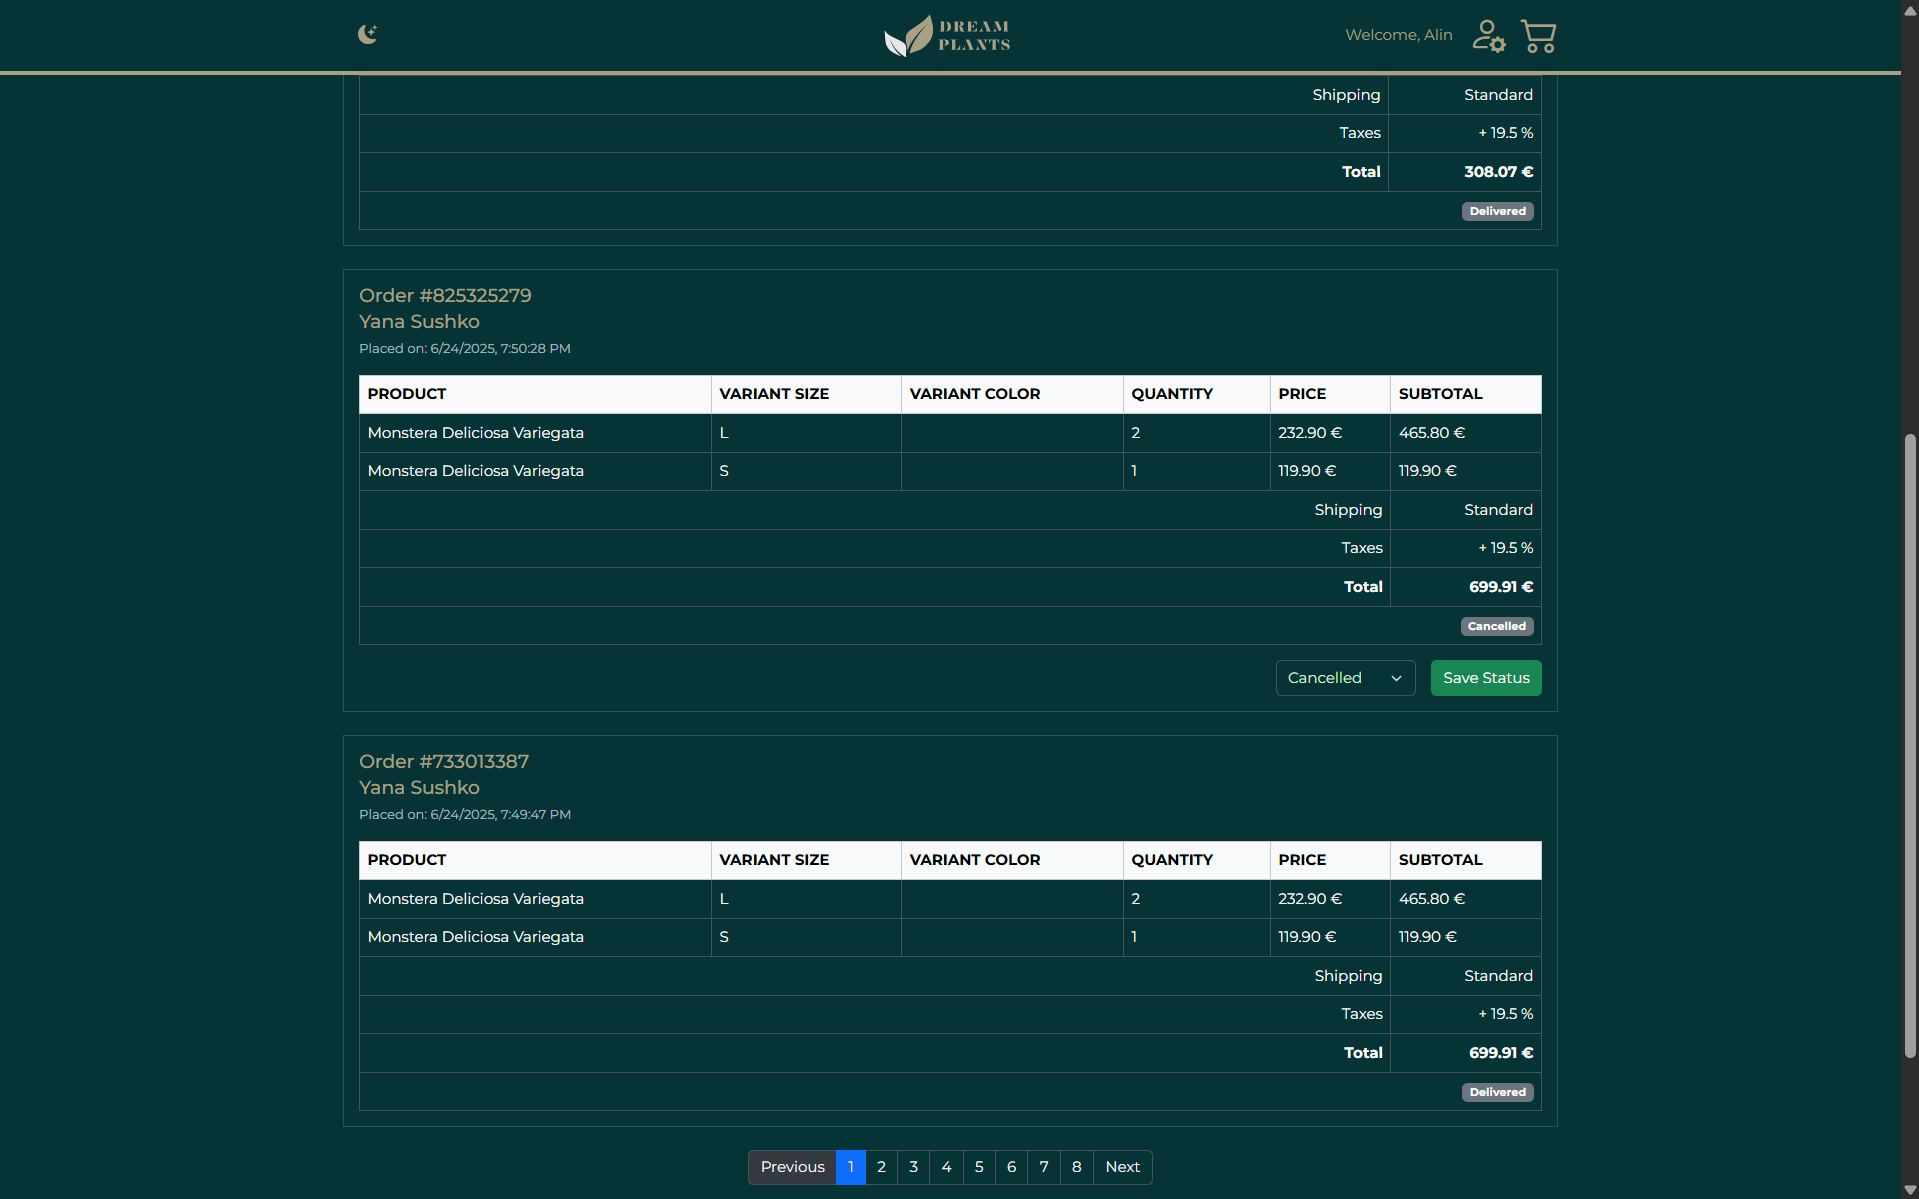 DREAM
PLANTS
Welcome, Alin
Shipping Standard
Taxes + 19.5 %
Total 308.07 €
Delivered
Order #825325279
Yana Sushko
Placed on: 6/24/2025, 7:50:28 PM
PRODUCT VARIANT SIZE VARIANT COLOR QUANTITY PRICE SUBTOTAL
Monstera Deliciosa Variegata L 2 232.90 € 465.80 €
Monstera Deliciosa Variegata S 1 119.90 € 119.90 €
Shipping Standard
Taxes + 19.5 %
Total 699.91 €
Cancelled
Cancelled Save Status
Order #733013387
Yana Sushko
Placed on: 6/24/2025, 7:49:47 PM
PRODUCT VARIANT SIZE VARIANT COLOR QUANTITY PRICE SUBTOTAL
Monstera Deliciosa Variegata L 2 232.90 € 465.80 €
Monstera Deliciosa Variegata S 1 119.90 € 119.90 €
Shipping Standard
Taxes + 19.5 %
Total 699.91 €
Delivered
Previous 1 2 3 4 5 6 7 8 Next